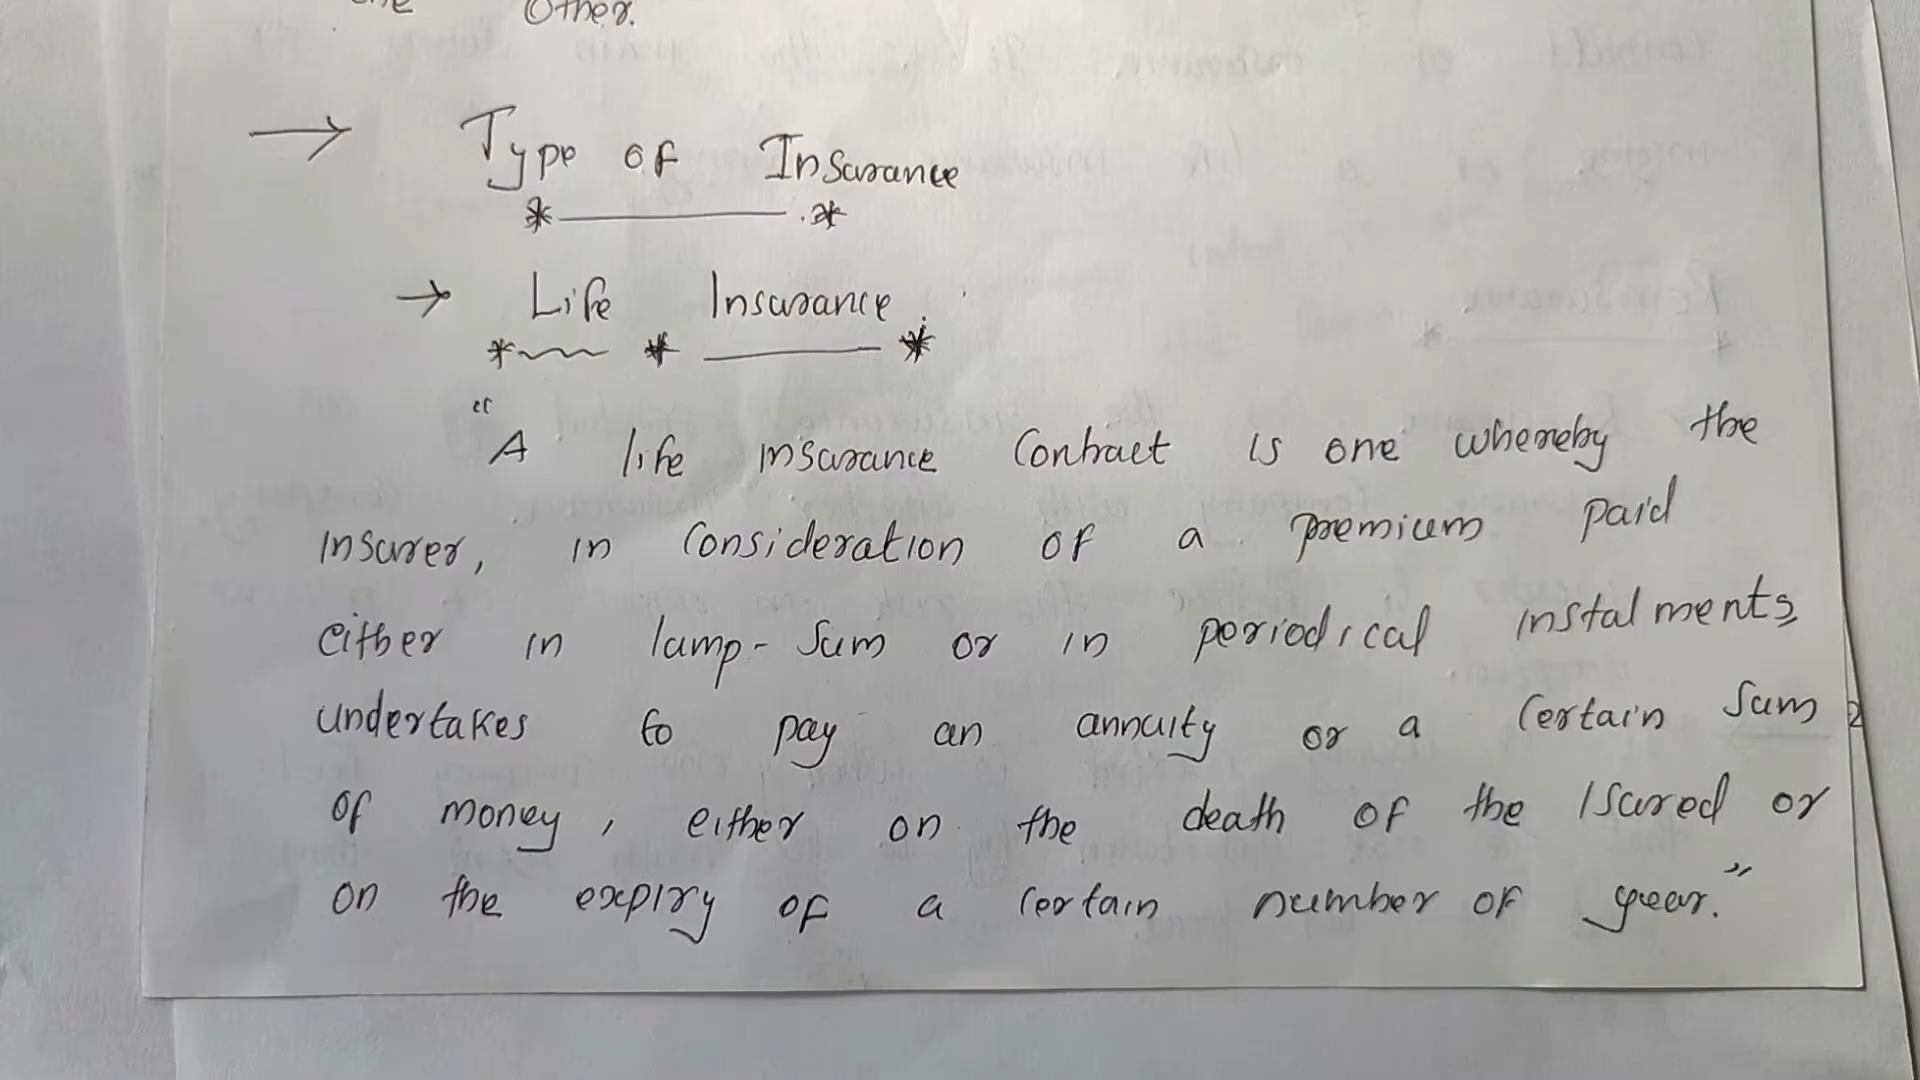 Other.
→ Type of Insurance
→ Life Insurance
"A life insurance Contract is one whereby the
insurer, in Consideration of a premium paid
either in lamp-sum or in periodical instalments,
undertakes to pay an annuity or a Certain Sum
of money, either on the death of the Isured or
on the expiry of a Certain number of year."